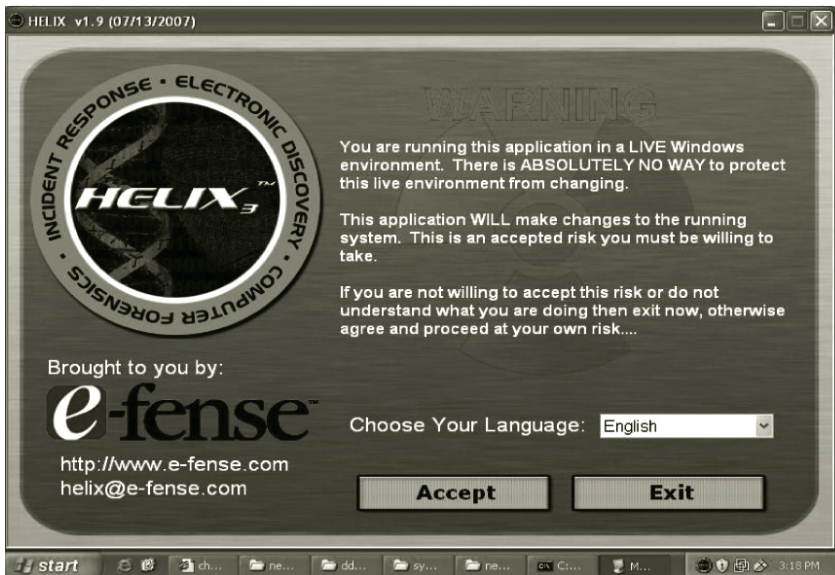 HELIX v1.9 (07/13/2007)
INCIDENT RESPONSE · ELECTRONIC DISCOVERY · COMPUTER FORENSICS ·
HELIX3™
WARNING
You are running this application in a LIVE Windows
environment. There is ABSOLUTELY NO WAY to protect
this live environment from changing.
This application WILL make changes to the running
system. This is an accepted risk you must be willing to
take.
If you are not willing to accept this risk or do not
understand what you are doing then exit now, otherwise
agree and proceed at your own risk....
Brought to you by:
e-fense™
http://www.e-fense.com
helix@e-fense.com
Choose Your Language: English
Accept Exit
start ch... ne... dd... sy... ne... C:... M... 3:18 PM